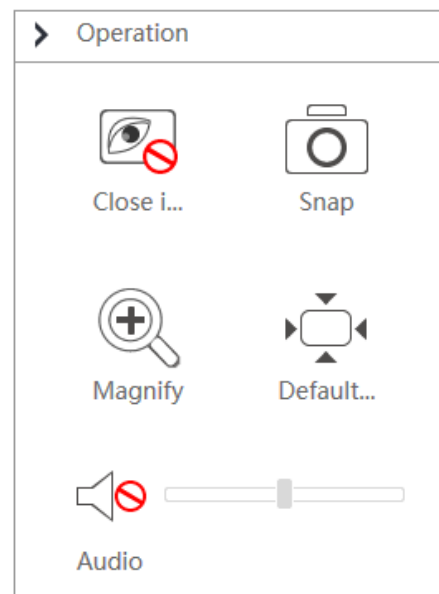 Operation
Close i...
Snap
Magnify
Default...
Audio